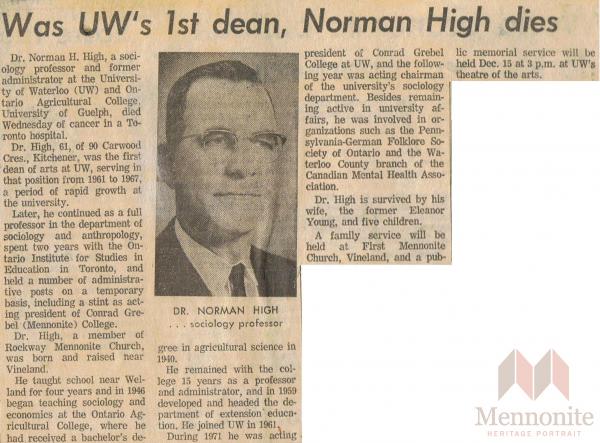 Was UW's 1st dean, Norman High dies
Dr. Norman H. High, a soci-
ology professor and former
administrator at the Universi-
ty of Waterloo (UW) and On-
tario Agricultural College,
University of Guelph, died
Wednesday of cancer in a To-
ronto hospital.
Dr. High, 61, of 90 Carwood
Cres., Kitchener, was the first
dean of arts at UW, serving in
that position from 1961 to 1967,
a period of rapid growth at
the university.
Later, he continued as a full
professor in the department of
sociology and anthropology,
spent two years with the On-
tario Institute for Studies in
Education in Toronto, and
held a number of administra-
tive posts on a temporary
basis, including a stint as act-
ing president of Conrad Gre-
bel (Mennonite) College.
Dr. High, a member of
Rockway Mennonite Church,
was born and raised near
Vineland.
He taught school near Wel-
land for four years and in 1946
began teaching sociology and
economics at the Ontario Ag-
ricultural College, where he
had received a bachelor's de-
DR. NORMAN HIGH
. . . sociology professor
gree in agricultural science in
1940.
He remained with the col-
lege 15 years as a professor
and administrator, and in 1959
developed and headed the de-
partment of extension educa-
tion. He joined UW in 1961.
During 1971 he was acting
president of Conrad Grebel
College at UW, and the follow-
ing year was acting chairman
of the university's sociology
department. Besides remain-
ing active in university affa-
irs, he was involved in or-
ganizations such as the Penn-
sylvania-German Folklore So-
ciety of Ontario and the Wa-
terloo County branch of the
Canadian Mental Health Asso-
ciation.
Dr. High is survived by his
wife, the former Eleanor
Young, and five children.
A family service will be
held at First Mennonite
Church, Vineland, and a pub-
lic memorial service will be
held Dec. 15 at 3 p.m. at UW's
theatre of the arts.
Mennonite
HERITAGE PORTRAIT